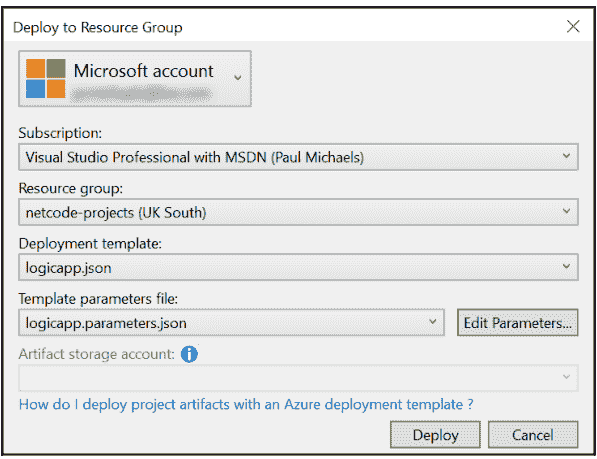 Deploy to Resource Group
Microsoft account
Subscription:
Visual Studio Professional with MSDN (Paul Michaels)
Resource group:
netcode-projects (UK South)
Deployment template:
logicapp.json
Template parameters file:
logicapp.parameters.json
Edit Parameters...
Artifact storage account:
How do I deploy project artifacts with an Azure deployment template ?
Deploy
Cancel